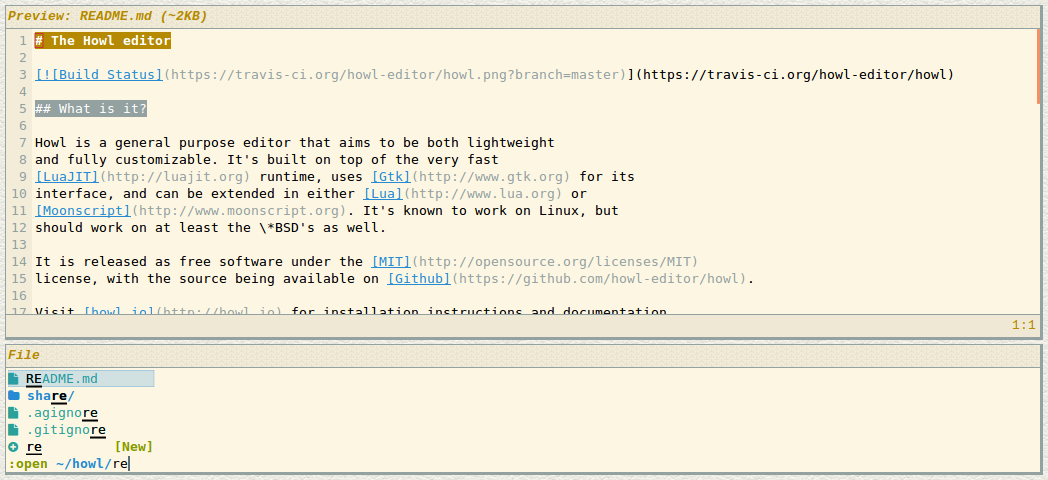 Preview: README.md (~2KB)
1 # The Howl editor
2
3 [![Build Status](https://travis-ci.org/howl-editor/howl.png?branch=master)](https://travis-ci.org/howl-editor/howl)
4
5 ## What is it?
6
7 Howl is a general purpose editor that aims to be both lightweight
8 and fully customizable. It's built on top of the very fast
9 [LuaJIT](http://luajit.org) runtime, uses [Gtk](http://www.gtk.org) for its
10 interface, and can be extended in either [Lua](http://www.lua.org) or
11 [Moonscript](http://www.moonscript.org). It's known to work on Linux, but
12 should work on at least the \*BSD's as well.
13
14 It is released as free software under the [MIT](http://opensource.org/licenses/MIT)
15 license, with the source being available on [Github](https://github.com/howl-editor/howl).
16
17 Visit [howl.io](http://howl.io) for installation instructions and documentation.
1:1
File
README.md
share/
.agignore
.gitignore
re [New]
:open ~/howl/re